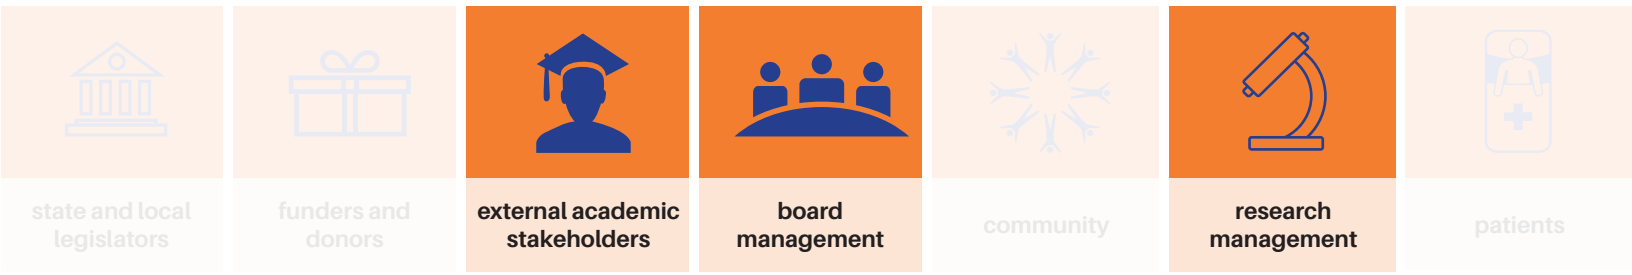 state and local
legislators
funders and
donors
external academic
stakeholders
board
management
community
research
management
patients